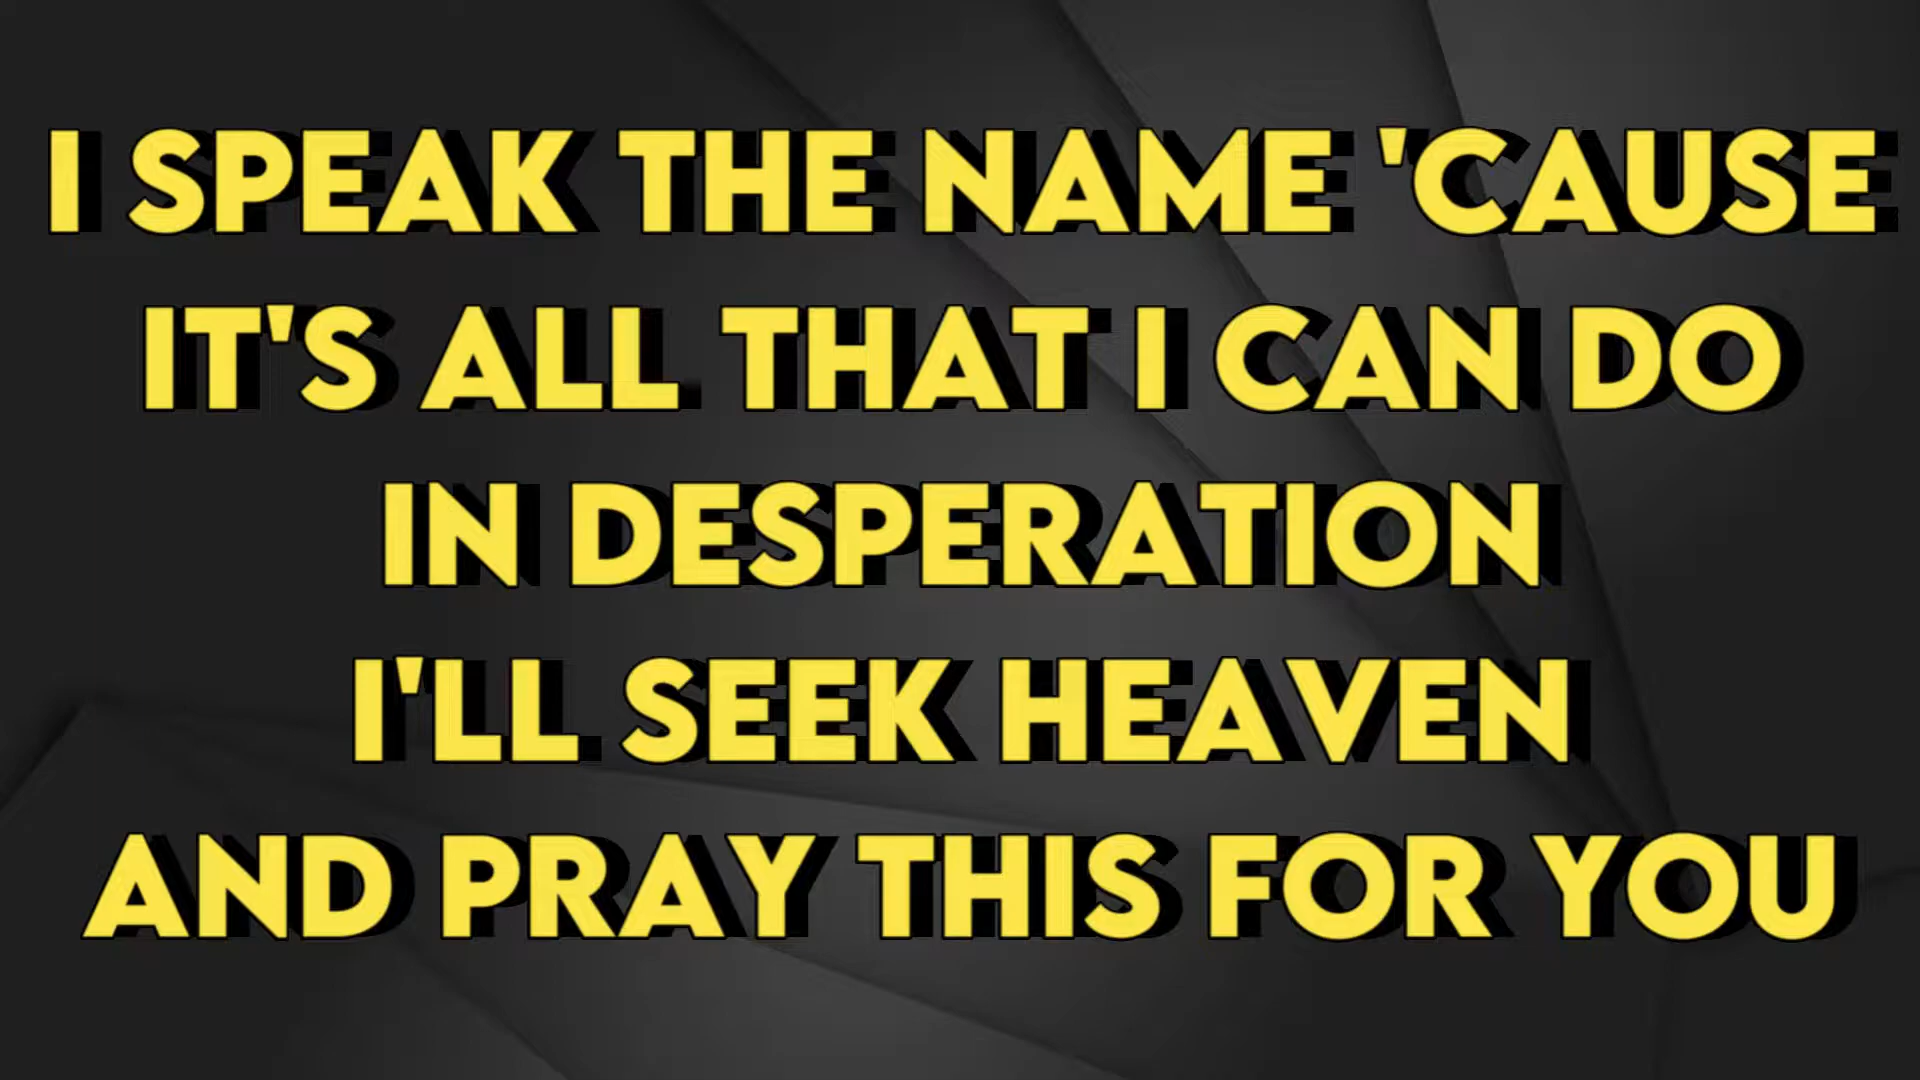 I SPEAK THE NAME 'CAUSE
IT'S ALL THAT I CAN DO
IN DESPERATION
I'LL SEEK HEAVEN
AND PRAY THIS FOR YOU